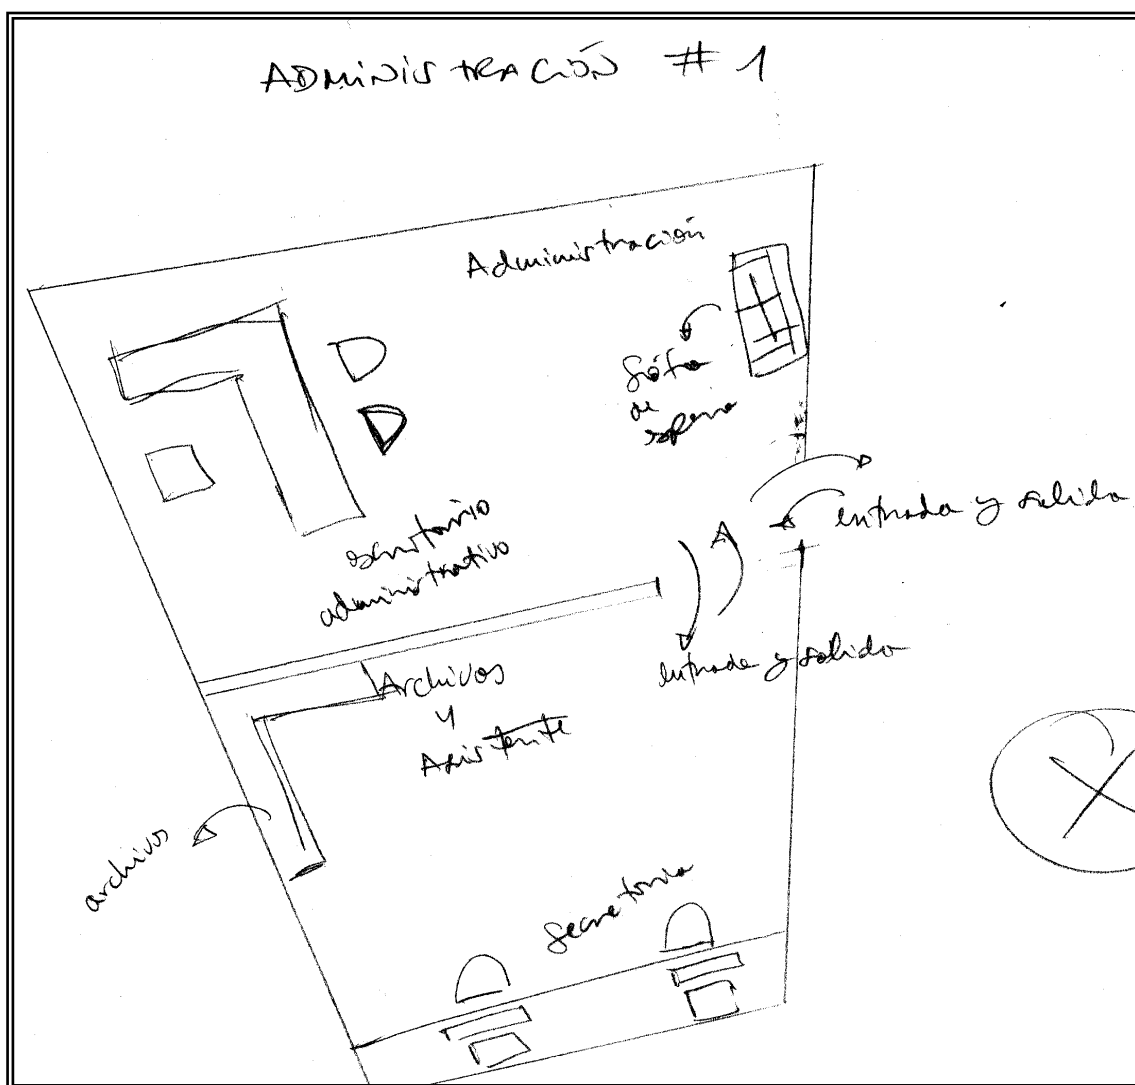 ADMINISTRACIÓN # 1
Administración
Sófa
de
espera
entrada y salida
escritorio
administrativo
entrada y salida
Archivos
y
Asistente
archivos
Secretaria